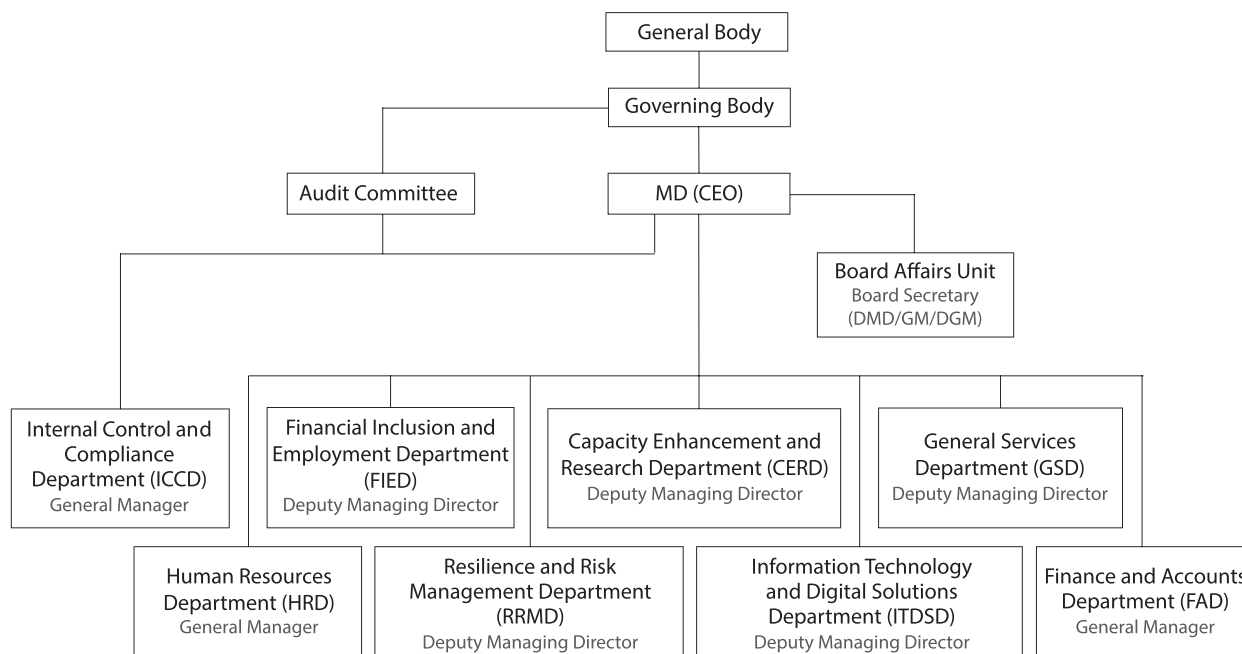 General Body
Governing Body
Audit Committee
MD (CEO)
Board Affairs Unit
Board Secretary
(DMD/GM/DGM)
Internal Control and
Compliance
Department (ICCD)
General Manager
Financial Inclusion and
Employment Department
(FIED)
Deputy Managing Director
Capacity Enhancement and
Research Department (CERD)
Deputy Managing Director
General Services
Department (GSD)
Deputy Managing Director
Human Resources
Department (HRD)
General Manager
Resilience and Risk
Management Department
(RRMD)
Deputy Managing Director
Information Technology
and Digital Solutions
Department (ITDSD)
Deputy Managing Director
Finance and Accounts
Department (FAD)
General Manager